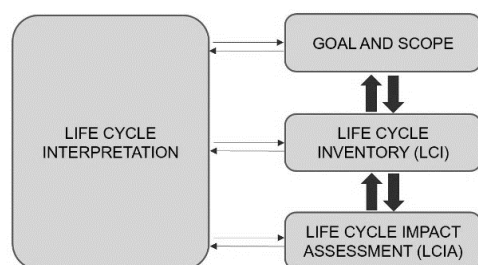 GOAL AND SCOPE
LIFE CYCLE
INTERPRETATION
LIFE CYCLE
INVENTORY (LCI)
LIFE CYCLE IMPACT
ASSESSMENT (LCIA)